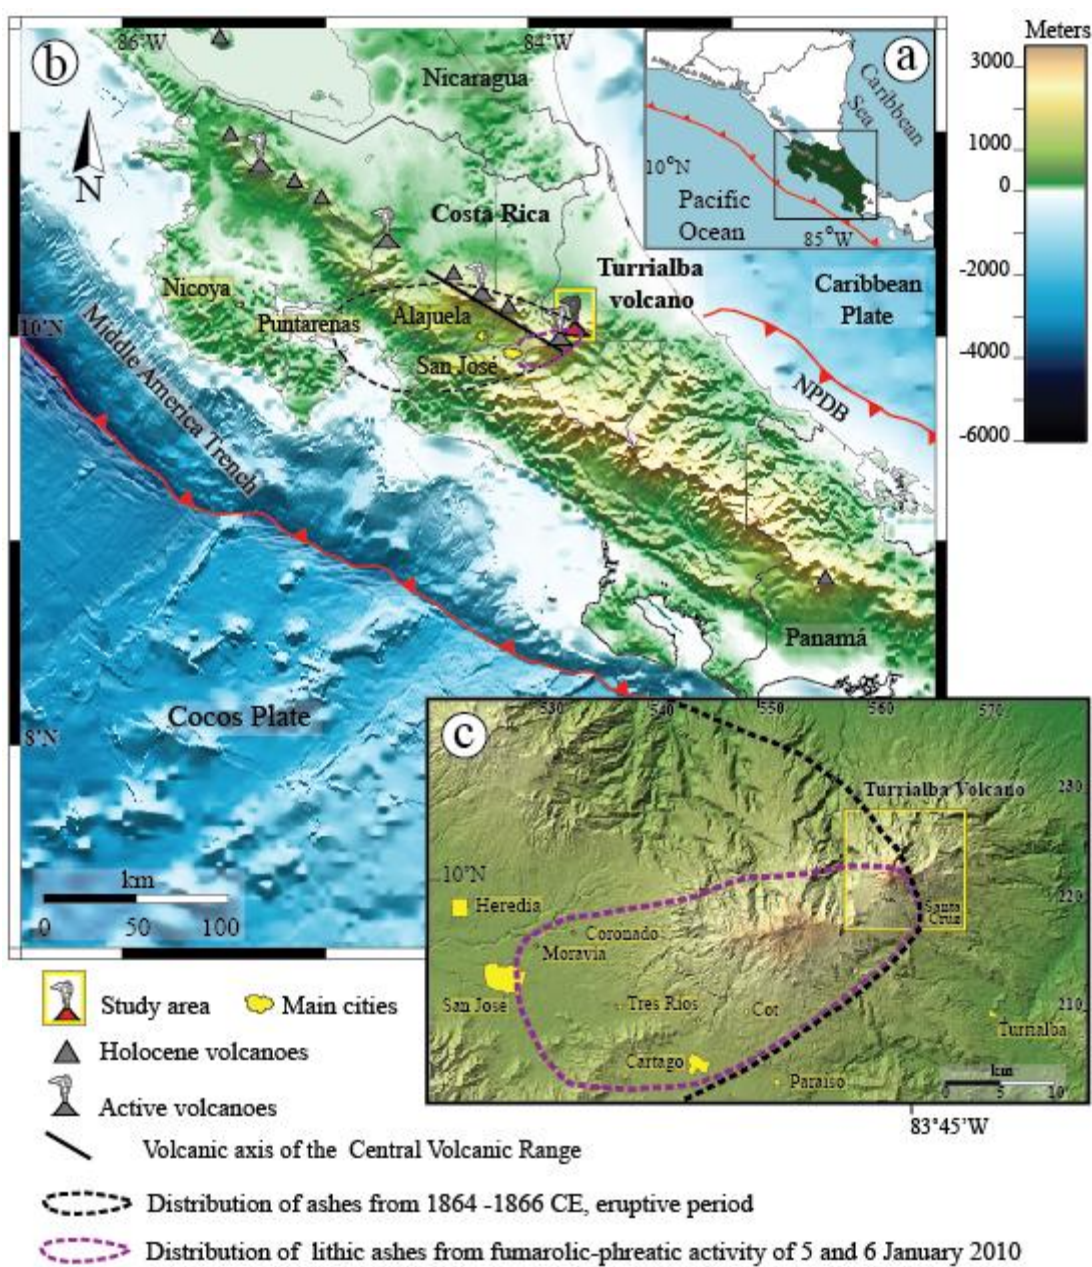 Meters
3000
1000
0
-2000
-4000
-6000
86°W
84°W
b
Nicaragua
N
Costa Rica
Nicoya
Puntarenas
Alajuela
San José
Turrialba
volcano
10°N
Middle America Trench
Caribbean
Plate
NPDB
Panamá
Cocos Plate
8°N
km
0 50 100
a
Caribbean
Sea
10°N
Pacific
Ocean
85°W
c
530 540 550 560 570
230
Turrialba Volcano
10°N
220
Heredia
Santa
Cruz
Coronado
Moravia
San José
Tres Rios
Cot
210
Turrialba
Cartago
Paraiso
km
0 5 10
83°45'W
Study area
Main cities
Holocene volcanoes
Active volcanoes
Volcanic axis of the Central Volcanic Range
Distribution of ashes from 1864 -1866 CE, eruptive period
Distribution of lithic ashes from fumarolic-phreatic activity of 5 and 6 January 2010